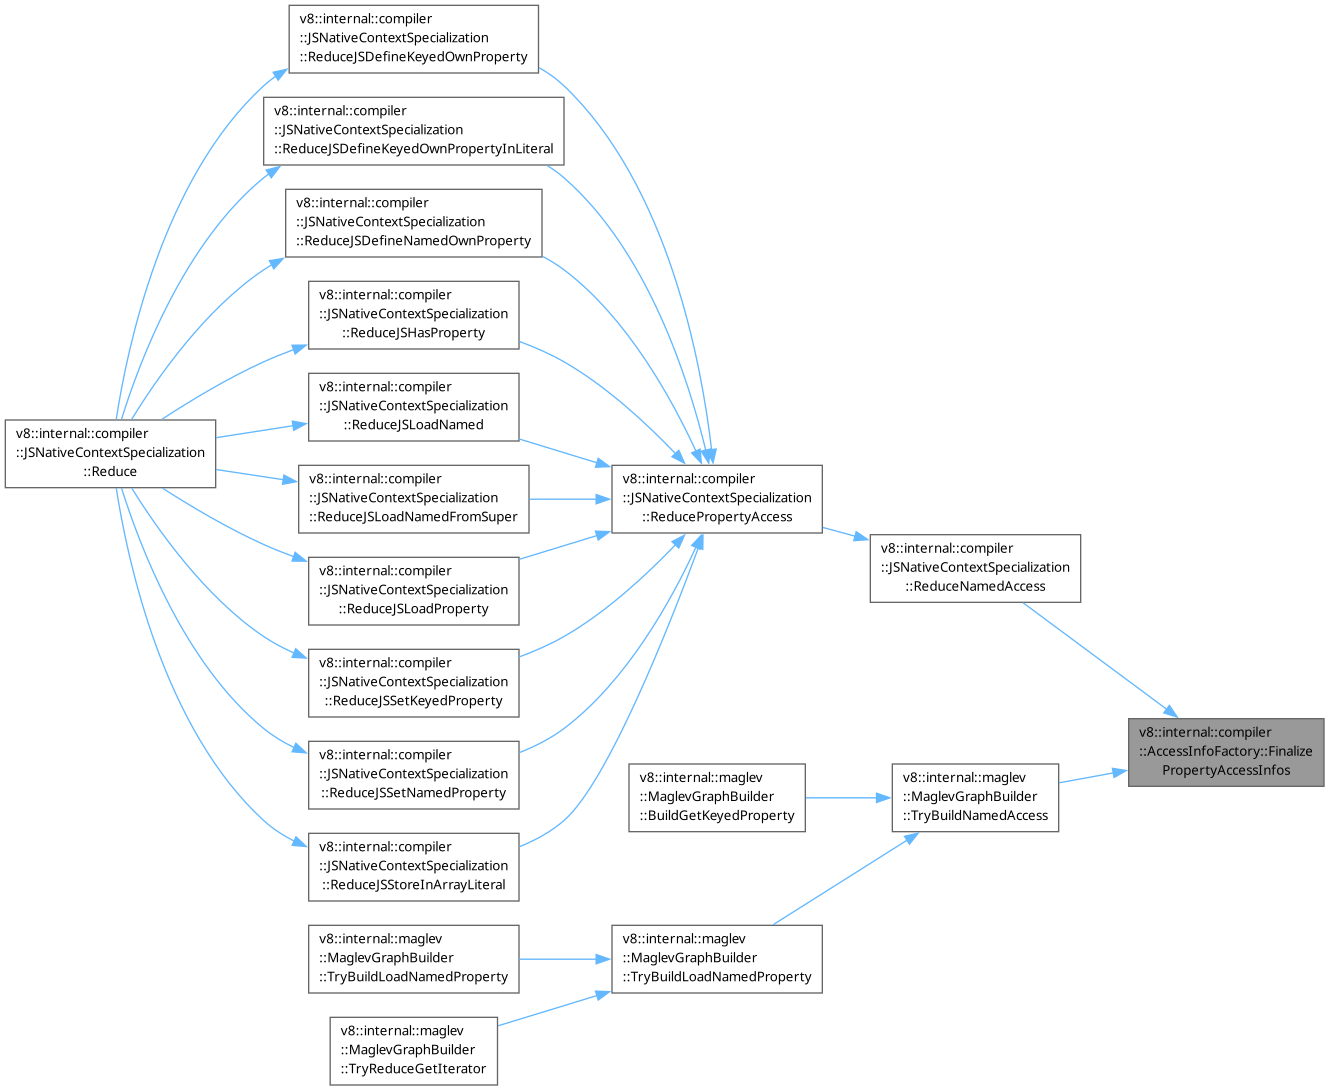 v8::internal::compiler
::JSNativeContextSpecialization
::ReduceJSDefineKeyedOwnProperty
v8::internal::compiler
::JSNativeContextSpecialization
::ReduceJSDefineKeyedOwnPropertyInLiteral
v8::internal::compiler
::JSNativeContextSpecialization
::ReduceJSDefineNamedOwnProperty
v8::internal::compiler
::JSNativeContextSpecialization
::ReduceJSHasProperty
v8::internal::compiler
::JSNativeContextSpecialization
::ReduceJSLoadNamed
v8::internal::compiler
::JSNativeContextSpecialization
::Reduce
v8::internal::compiler
::JSNativeContextSpecialization
::ReduceJSLoadNamedFromSuper
v8::internal::compiler
::JSNativeContextSpecialization
::ReducePropertyAccess
v8::internal::compiler
::JSNativeContextSpecialization
::ReduceNamedAccess
v8::internal::compiler
::JSNativeContextSpecialization
::ReduceJSLoadProperty
v8::internal::compiler
::JSNativeContextSpecialization
::ReduceJSSetKeyedProperty
v8::internal::compiler
::AccessInfoFactory::Finalize
PropertyAccessInfos
v8::internal::compiler
::JSNativeContextSpecialization
::ReduceJSSetNamedProperty
v8::internal::maglev
::MaglevGraphBuilder
::BuildGetKeyedProperty
v8::internal::maglev
::MaglevGraphBuilder
::TryBuildNamedAccess
v8::internal::compiler
::JSNativeContextSpecialization
::ReduceJSStoreInArrayLiteral
v8::internal::maglev
::MaglevGraphBuilder
::TryBuildLoadNamedProperty
v8::internal::maglev
::MaglevGraphBuilder
::TryBuildLoadNamedProperty
v8::internal::maglev
::MaglevGraphBuilder
::TryReduceGetIterator